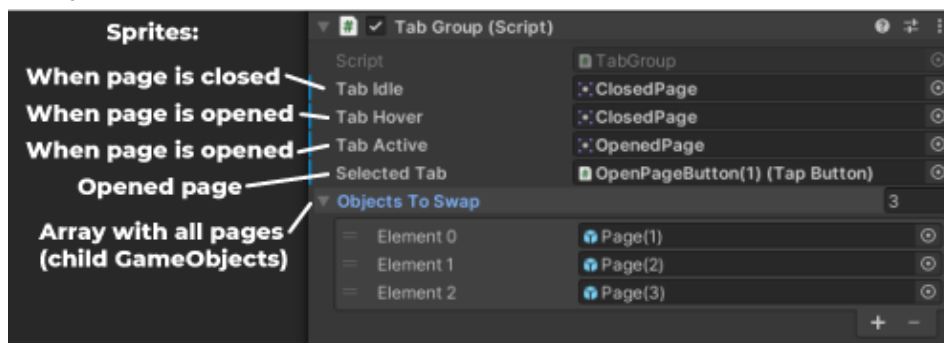 Sprites:
Tab Group (Script)
Script
TabGroup
When page is closed
Tab Idle
ClosedPage
When page is opened
Tab Hover
ClosedPage
When page is opened
Tab Active
OpenedPage
Opened page
Selected Tab
OpenPageButton(1) (Tap Button)
Array with all pages
(child GameObjects)
Objects To Swap
3
Element 0
Page(1)
Element 1
Page(2)
Element 2
Page(3)